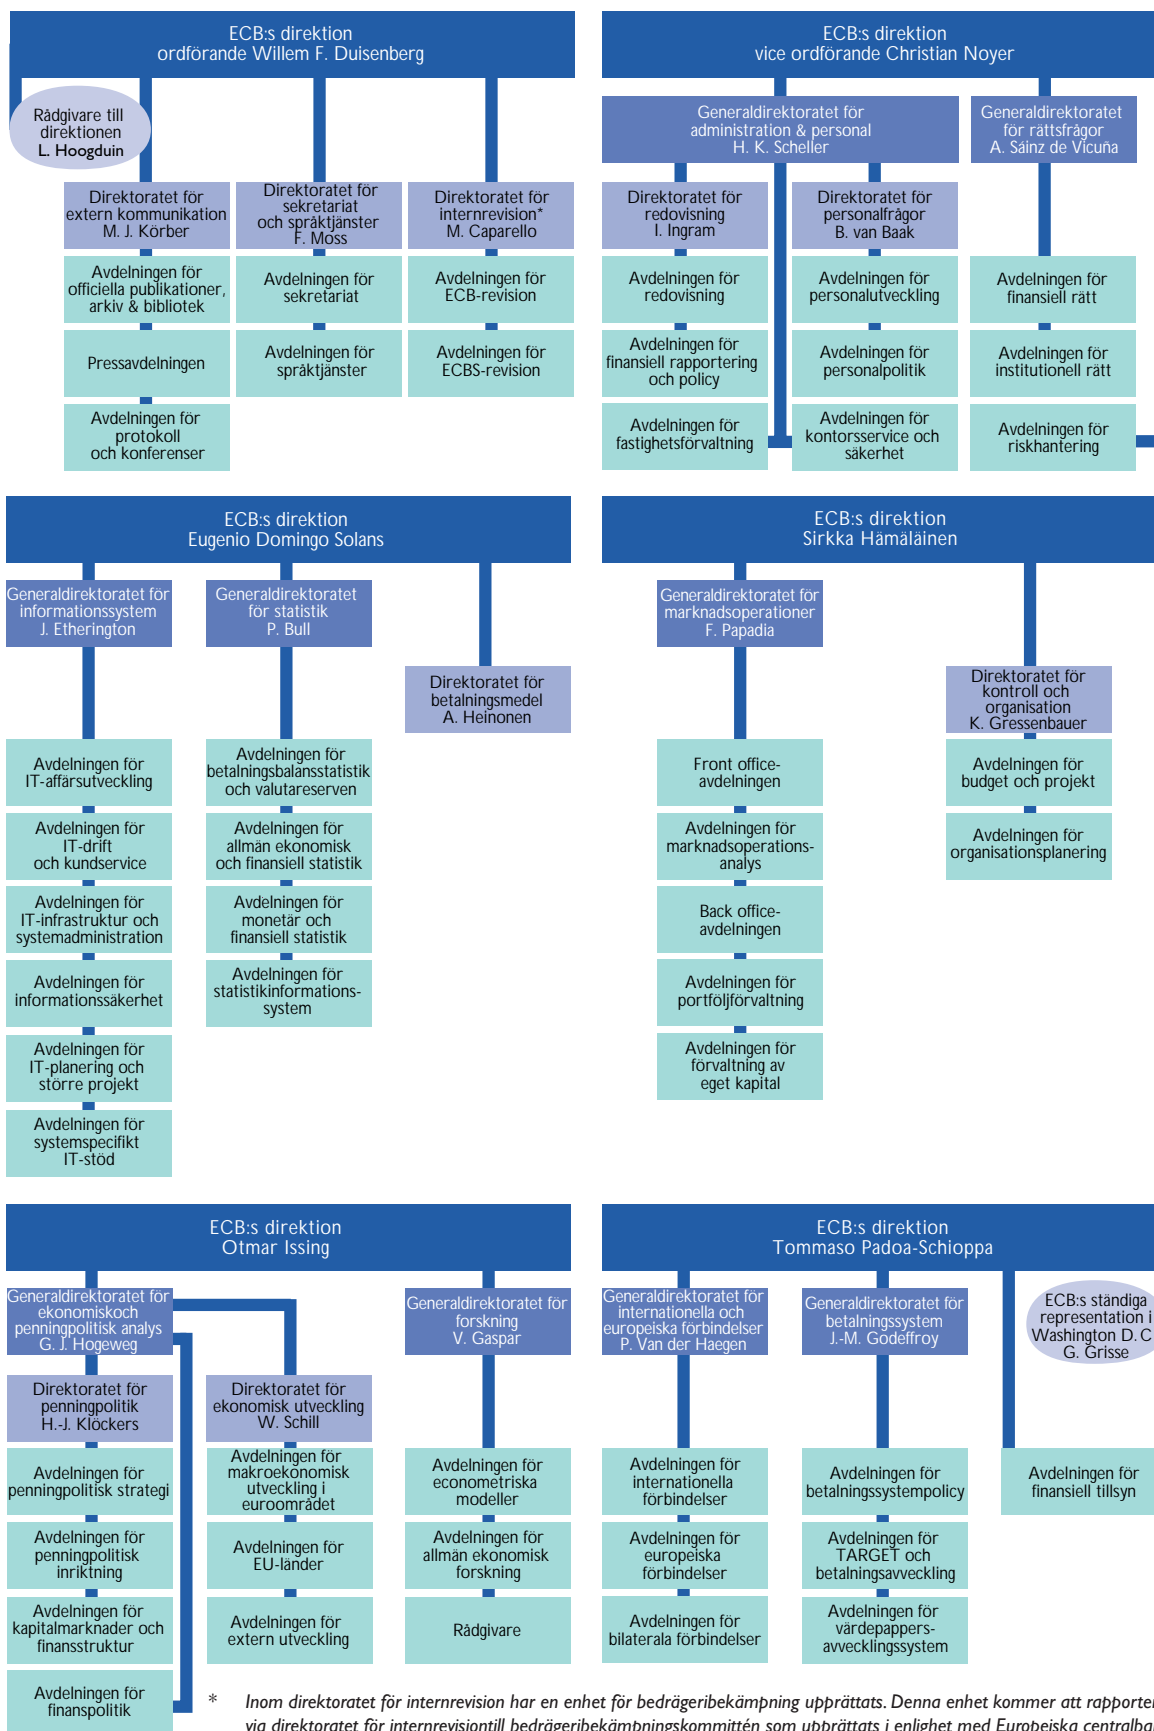 ECB:s direktion
ordförande Willem F. Duisenberg
Rådgivare till
direktionen
L. Hoogduin
Direktoratet för
extern kommunikation
M. J. Körber
Avdelningen för
officiella publikationer,
arkiv & bibliotek
Pressavdelningen
Avdelningen för
protokoll
och konferenser
Direktoratet för
sekretariat
och språktjänster
F. Moss
Avdelningen för
sekretariat
Avdelningen för
språktjänster
Direktoratet för
internrevision*
M. Caparello
Avdelningen för
ECB-revision
Avdelningen för
ECBS-revision
ECB:s direktion
vice ordförande Christian Noyer
Generaldirektoratet för
administration & personal
H. K. Scheller
Direktoratet för
redovisning
I. Ingram
Avdelningen för
redovisning
Avdelningen för
finansiell rapportering
och policy
Avdelningen för
fastighetsförvaltning
Direktoratet för
personalfrågor
B. van Baak
Avdelningen för
personalutveckling
Avdelningen för
personalpolitik
Avdelningen för
kontorsservice och
säkerhet
Generaldirektoratet
för rättsfrågor
A. Sáinz de Vicuña
Avdelningen för
finansiell rätt
Avdelningen för
institutionell rätt
Avdelningen för
riskhantering
ECB:s direktion
Eugenio Domingo Solans
Generaldirektoratet för
informationssystem
J. Etherington
Avdelningen för
IT-affärsutveckling
Avdelningen för
IT-drift
och kundservice
Avdelningen för
IT-infrastruktur och
systemadministration
Avdelningen för
informationssäkerhet
Avdelningen för
IT-planering och
större projekt
Avdelningen för
systemspecifikt
IT-stöd
Generaldirektoratet
för statistik
P. Bull
Avdelningen för
betalningsbalansstatistik
och valutareserven
Avdelningen för
allmän ekonomisk
och finansiell statistik
Avdelningen för
monetär och
finansiell statistik
Avdelningen för
statistikinformations-
system
Direktoratet för
betalningsmedel
A. Heinonen
ECB:s direktion
Sirkka Hämäläinen
Generaldirektoratet för
marknadsoperationer
F. Papadia
Front office-
avdelningen
Avdelningen för
marknadsoperations-
analys
Back office-
avdelningen
Avdelningen för
portföljförvaltning
Avdelningen för
förvaltning av
eget kapital
Direktoratet för
kontroll och
organisation
K. Gressenbauer
Avdelningen för
budget och projekt
Avdelningen för
organisationsplanering
ECB:s direktion
Otmar Issing
Generaldirektoratet för
ekonomiskoch
penningpolitisk analys
G. J. Hogeweg
Direktoratet för
penningpolitik
H.-J. Klöckers
Avdelningen för
penningpolitisk strategi
Avdelningen för
penningpolitisk
inriktning
Avdelningen för
kapitalmarknader och
finansstruktur
Avdelningen för
finanspolitik
Direktoratet för
ekonomisk utveckling
W. Schill
Avdelningen för
makroekonomisk
utveckling i
euroområdet
Avdelningen för
EU-länder
Avdelningen för
extern utveckling
Generaldirektoratet för
forskning
V. Gaspar
Avdelningen för
econometriska
modeller
Avdelningen för
allmän ekonomisk
forskning
Rådgivare
ECB:s direktion
Tommaso Padoa-Schioppa
Generaldirektoratet för
internationella och
europeiska förbindelser
P. Van der Haegen
Avdelningen för
internationella
förbindelser
Avdelningen för
europeiska
förbindelser
Avdelningen för
bilaterala förbindelser
Generaldirektoratet för
betalningssystem
J.-M. Godeffroy
Avdelningen för
betalningssystempolicy
Avdelningen för
TARGET och
betalningsavveckling
Avdelningen för
värdepappers-
avvecklingssystem
ECB:s ständiga
representation i
Washington D. C
G. Grisse
Avdelningen för
finansiell tillsyn
* Inom direktoratet för internrevision har en enhet för bedrägeribekämpning upprättats. Denna enhet kommer att
via direktoratet för internrevisiontill bedrägeribekämpningskommittén som upprättats i enlighet med Europeiska